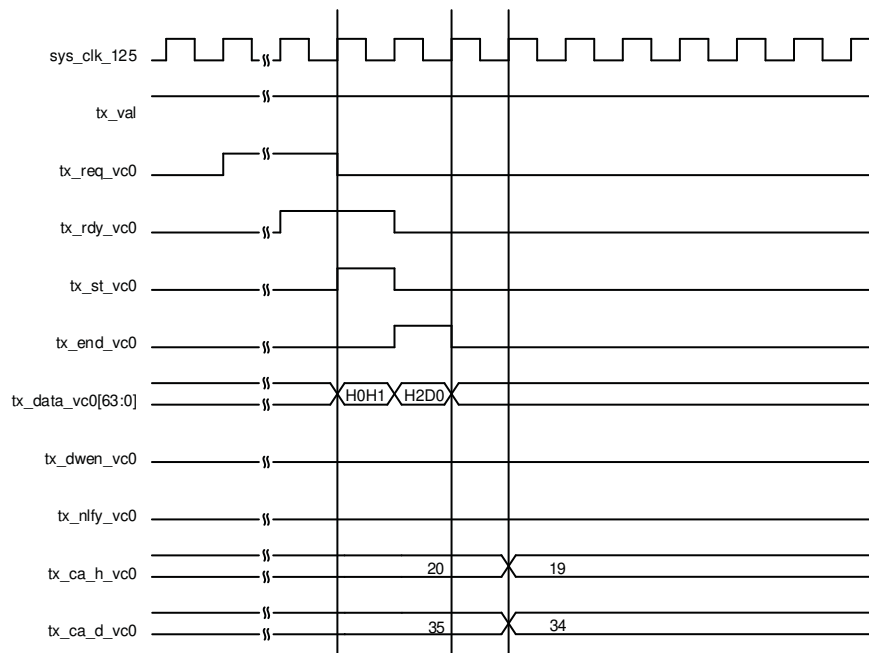 sys_clk_125
tx_val
tx_req_vc0
tx_rdy_vc0
tx_st_vc0
tx_end_vc0
tx_data_vc0[63:0] H0H1 H2D0
tx_dwen_vc0
tx_nlfy_vc0
tx_ca_h_vc0 20 19
tx_ca_d_vc0 35 34